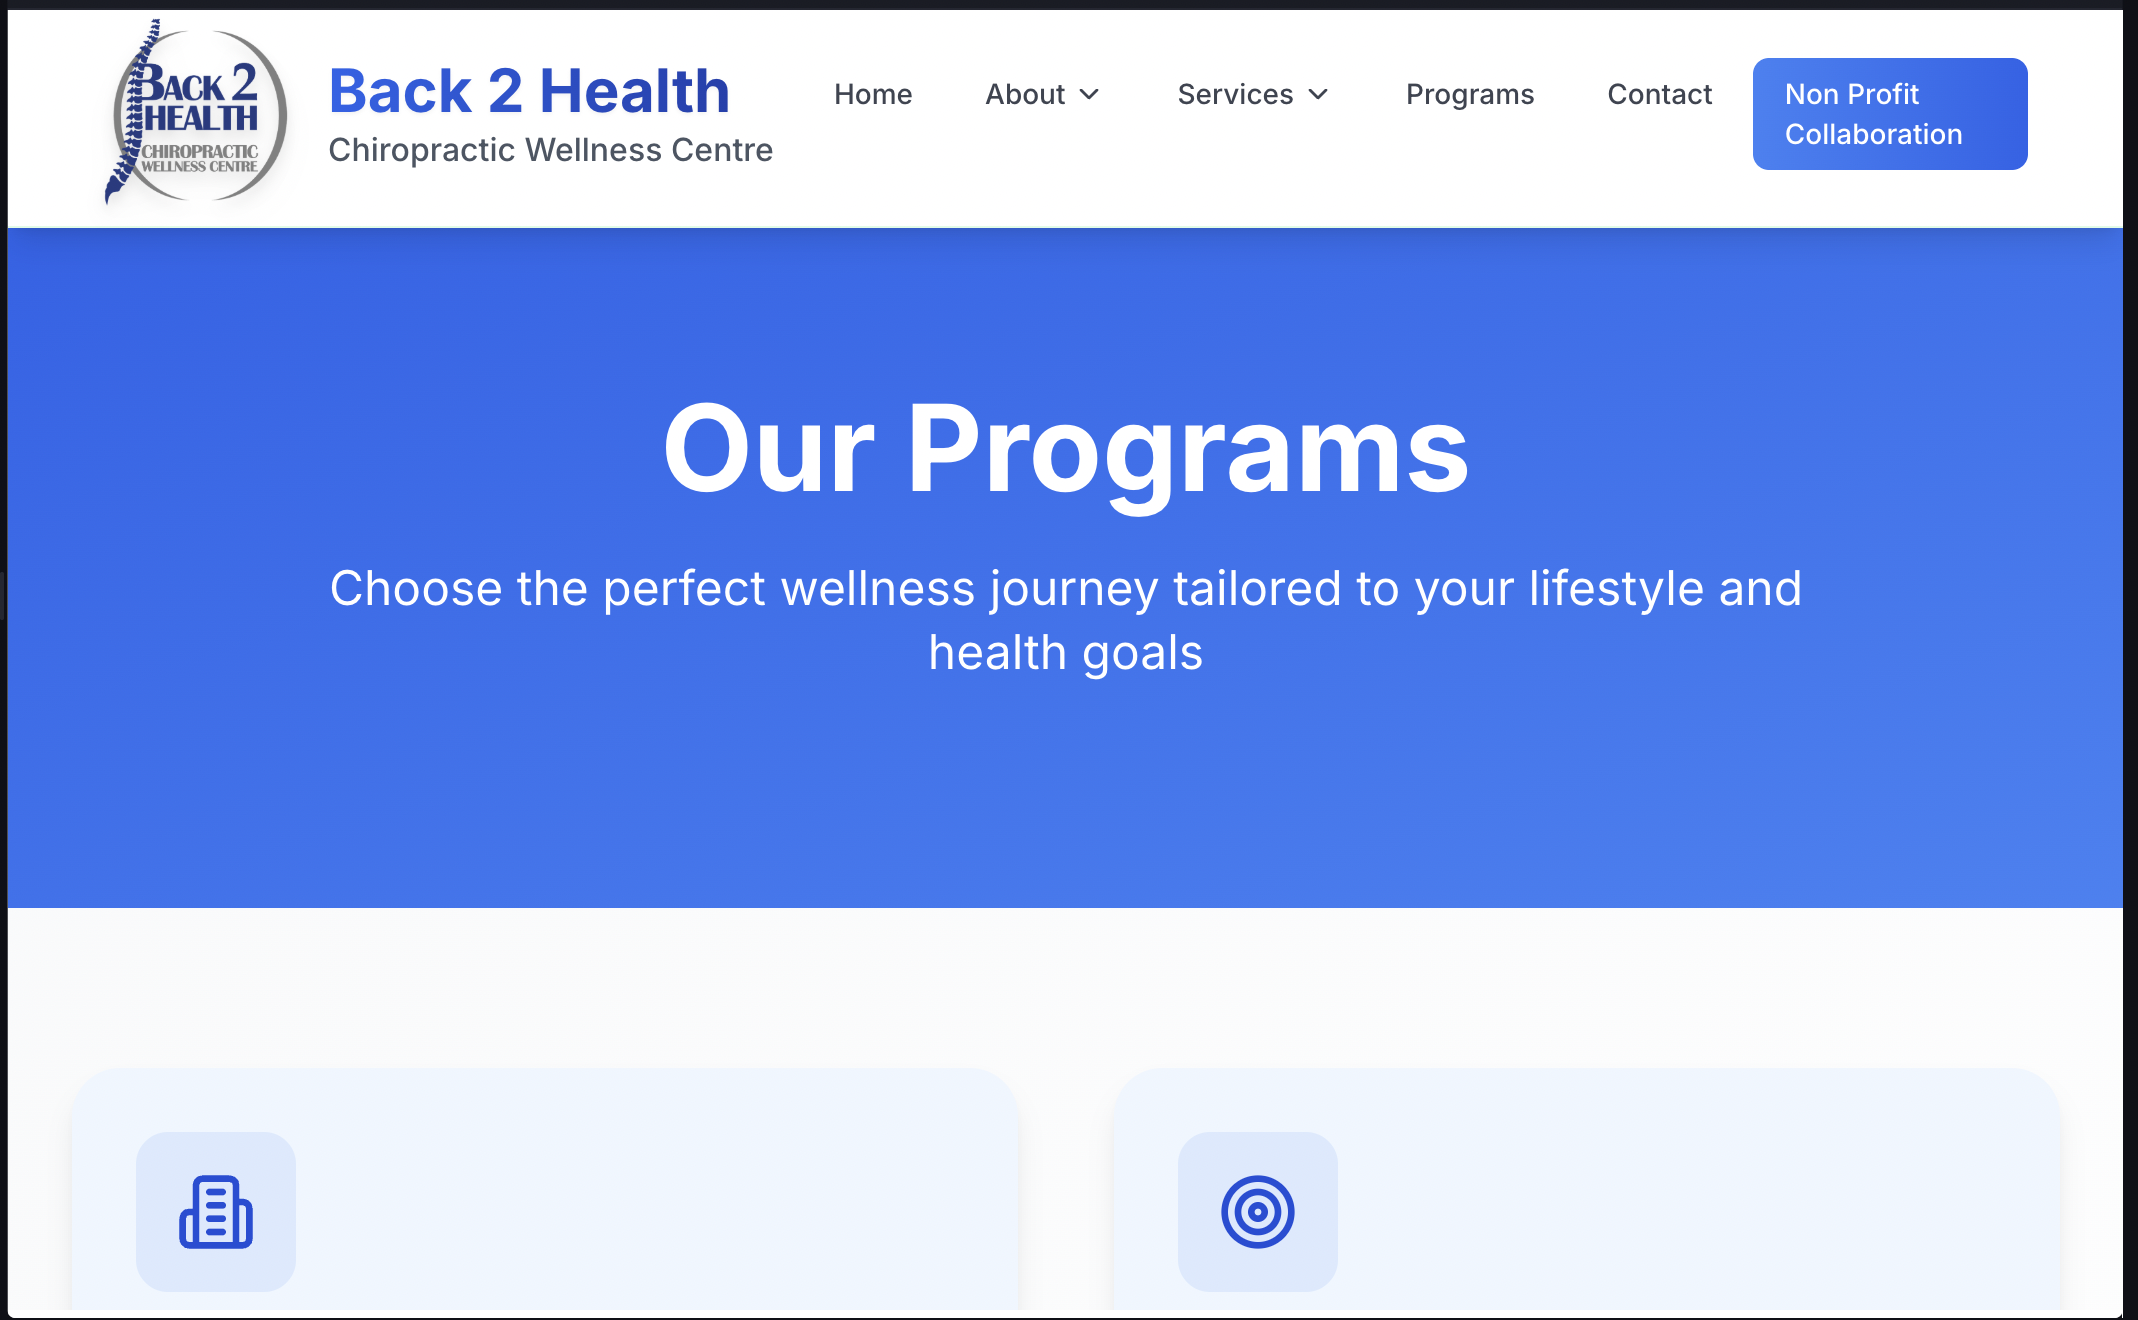 BACK 2
HEALTH
CHIROPRACTIC
WELLNESS CENTRE
Back 2 Health
Chiropractic Wellness Centre
Home
About
Services
Programs
Contact
Non Profit
Collaboration
Our Programs
Choose the perfect wellness journey tailored to your lifestyle and
health goals